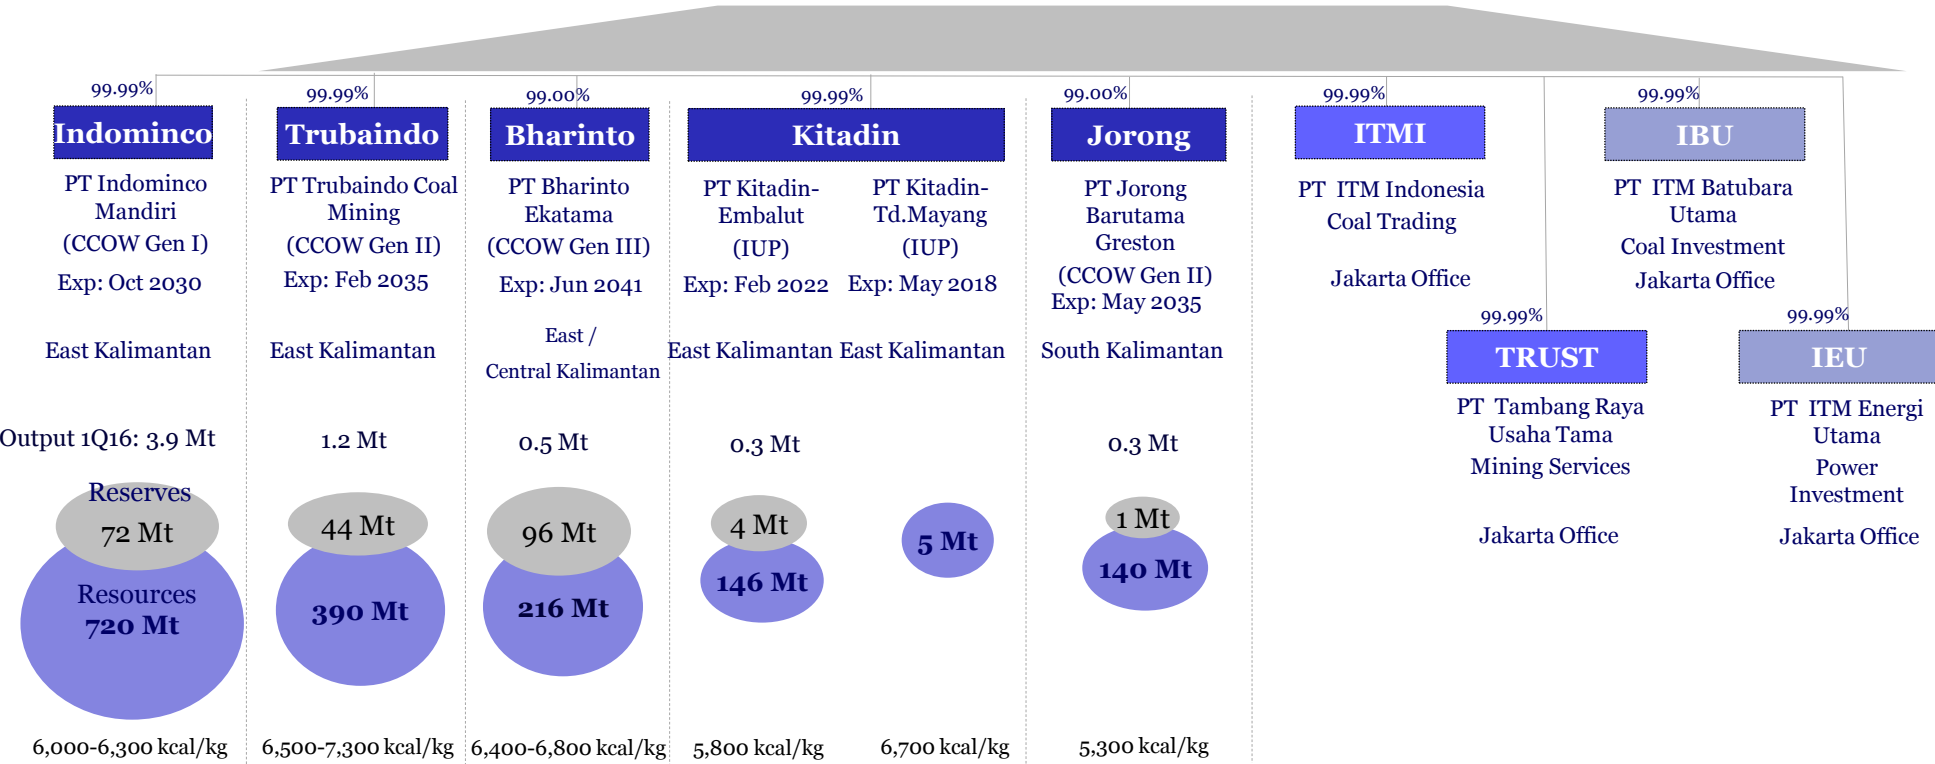 99.99%
Indominco
PT Indominco
Mandiri
(CCOW Gen I)
Exp: Oct 2030
East Kalimantan
Output 1Q16: 3.9 Mt
Reserves
72 Mt
Resources
720 Mt
6,000-6,300 kcal/kg
99.99%
Trubaindo
PT Trubaindo Coal
Mining
(CCOW Gen II)
Exp: Feb 2035
East Kalimantan
1.2 Mt
44 Mt
390 Mt
6,500-7,300 kcal/kg
99.00%
Bharinto
PT Bharinto
Ekatama
(CCOW Gen III)
Exp: Jun 2041
East /
Central Kalimantan
0.5 Mt
96 Mt
216 Mt
6,400-6,800 kcal/kg
99.99%
Kitadin
PT Kitadin-
Embalut
(IUP)
Exp: Feb 2022
East Kalimantan
0.3 Mt
4 Mt
146 Mt
5,800 kcal/kg
PT Kitadin-
Td.Mayang
(IUP)
Exp: May 2018
East Kalimantan
5 Mt
6,700 kcal/kg
99.00%
Jorong
PT Jorong
Barutama
Greston
(CCOW Gen II)
Exp: May 2035
South Kalimantan
0.3 Mt
1 Mt
140 Mt
5,300 kcal/kg
99.99%
ITMI
PT ITM Indonesia
Coal Trading
Jakarta Office
99.99%
TRUST
PT Tambang Raya
Usaha Tama
Mining Services
Jakarta Office
99.99%
IBU
PT ITM Batubara
Utama
Coal Investment
Jakarta Office
99.99%
IEU
PT ITM Energi
Utama
Power
Investment
Jakarta Office